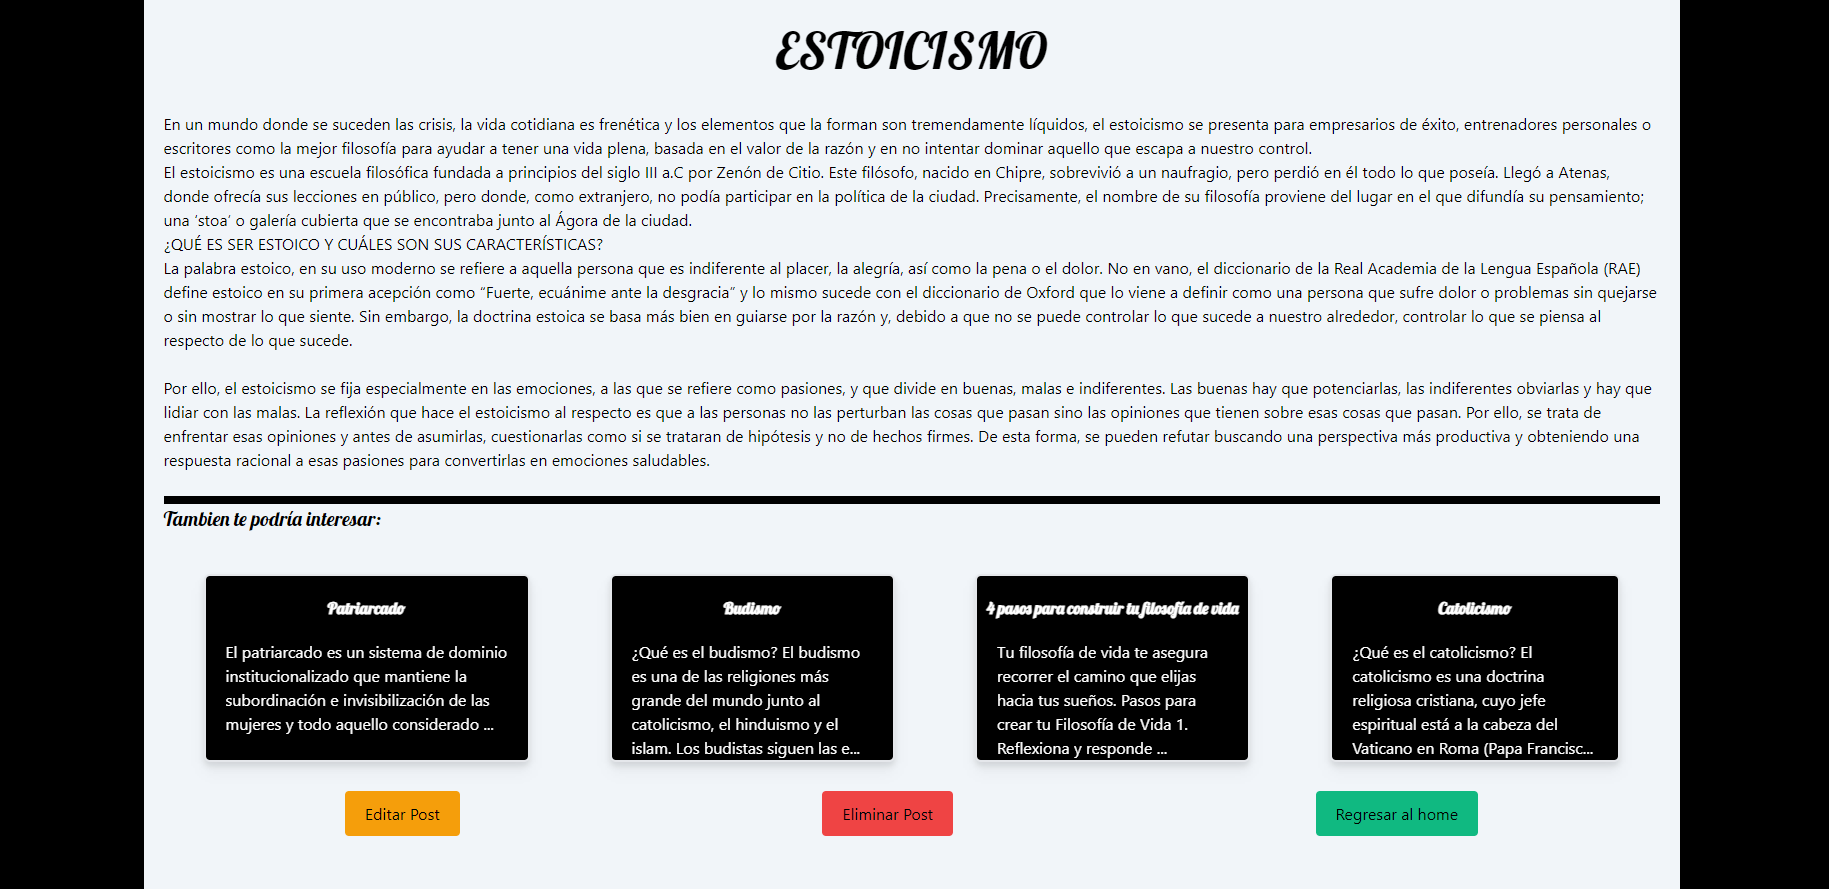 ESTOICISMO
En un mundo donde se suceden las crisis, la vida cotidiana es frenética y los elementos que la forman son tremendamente líquidos, el estoicismo se presenta para empresarios de éxito, entrenadores personales o
escritores como la mejor filosofía para ayudar a tener una vida plena, basada en el valor de la razón y en no intentar dominar aquello que escapa a nuestro control.
El estoicismo es una escuela filosófica fundada a principios del siglo III a.C por Zenón de Citio. Este filósofo, nacido en Chipre, sobrevivió a un naufragio, pero perdió en él todo lo que poseía. Llegó a Atenas,
donde ofrecía sus lecciones en público, pero donde, como extranjero, no podía participar en la política de la ciudad. Precisamente, el nombre de su filosofía proviene del lugar en el que difundía su pensamiento;
una ‘stoa’ o galería cubierta que se encontraba junto al Ágora de la ciudad.
¿QUÉ ES SER ESTOICO Y CUÁLES SON SUS CARACTERÍSTICAS?
La palabra estoico, en su uso moderno se refiere a aquella persona que es indiferente al placer, la alegría, así como la pena o el dolor. No en vano, el diccionario de la Real Academia de la Lengua Española (RAE)
define estoico en su primera acepción como “Fuerte, ecuánime ante la desgracia” y lo mismo sucede con el diccionario de Oxford que lo viene a definir como una persona que sufre dolor o problemas sin quejarse
o sin mostrar lo que siente. Sin embargo, la doctrina estoica se basa más bien en guiarse por la razón y, debido a que no se puede controlar lo que sucede a nuestro alrededor, controlar lo que se piensa al
respecto de lo que sucede.
Por ello, el estoicismo se fija especialmente en las emociones, a las que se refiere como pasiones, y que divide en buenas, malas e indiferentes. Las buenas hay que potenciarlas, las indiferentes obviarlas y hay que
lidiar con las malas. La reflexión que hace el estoicismo al respecto es que a las personas no las perturban las cosas que pasan sino las opiniones que tienen sobre esas cosas que pasan. Por ello, se trata de
enfrentar esas opiniones y antes de asumirlas, cuestionarlas como si se trataran de hipótesis y no de hechos firmes. De esta forma, se pueden refutar buscando una perspectiva más productiva y obteniendo una
respuesta racional a esas pasiones para convertirlas en emociones saludables.
Tambien te podría interesar:
Patriarcado
El patriarcado es un sistema de dominio
institucionalizado que mantiene la
subordinación e invisibilización de las
mujeres y todo aquello considerado ...
Budismo
¿Qué es el budismo? El budismo
es una de las religiones más
grande del mundo junto al
catolicismo, el hinduismo y el
islam. Los budistas siguen las e...
4 pasos para construir tu filosofía de vida
Tu filosofía de vida te asegura
recorrer el camino que elijas
hacia tus sueños. Pasos para
crear tu Filosofía de Vida 1.
Reflexiona y responde ...
Catolicismo
¿Qué es el catolicismo? El
catolicismo es una doctrina
religiosa cristiana, cuyo jefe
espiritual está a la cabeza del
Vaticano en Roma (Papa Francisc...
Editar Post
Eliminar Post
Regresar al home